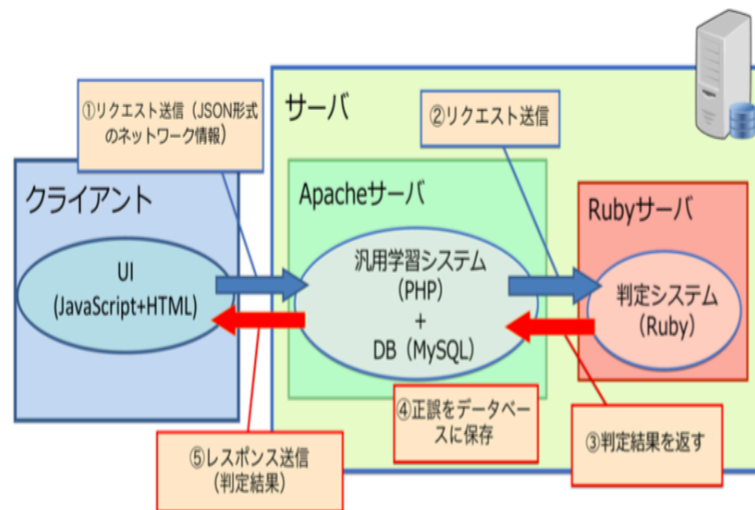 ①リクエスト送信（JSON形式
のネットワーク情報）
サーバ
②リクエスト送信
クライアント
Apacheサーバ
Rubyサーバ
UI
(JavaScript+HTML)
汎用学習システム
（PHP）
+
DB（MySQL）
判定システム
（Ruby）
④正誤をデータベー
スに保存
③判定結果を返す
⑤レスポンス送信
（判定結果）